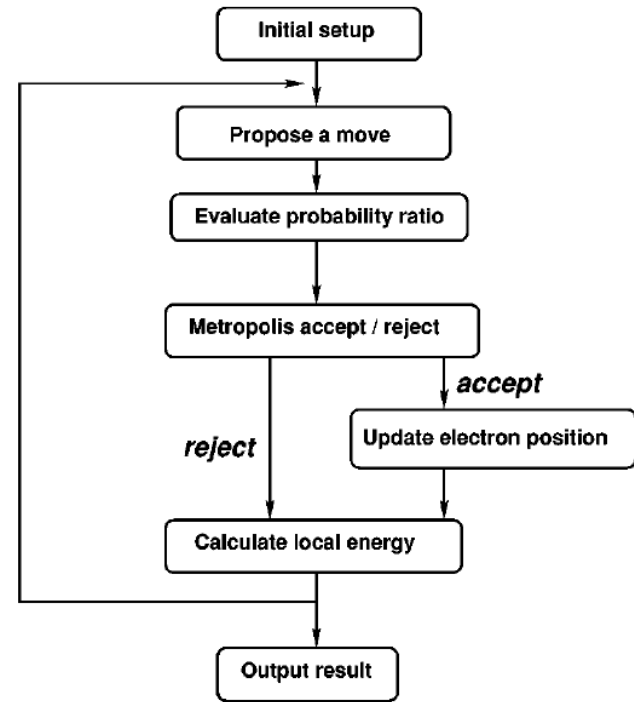 Initial setup
Propose a move
Evaluate probability ratio
Metropolis accept / reject
accept
Update electron position
reject
Calculate local energy
Output result